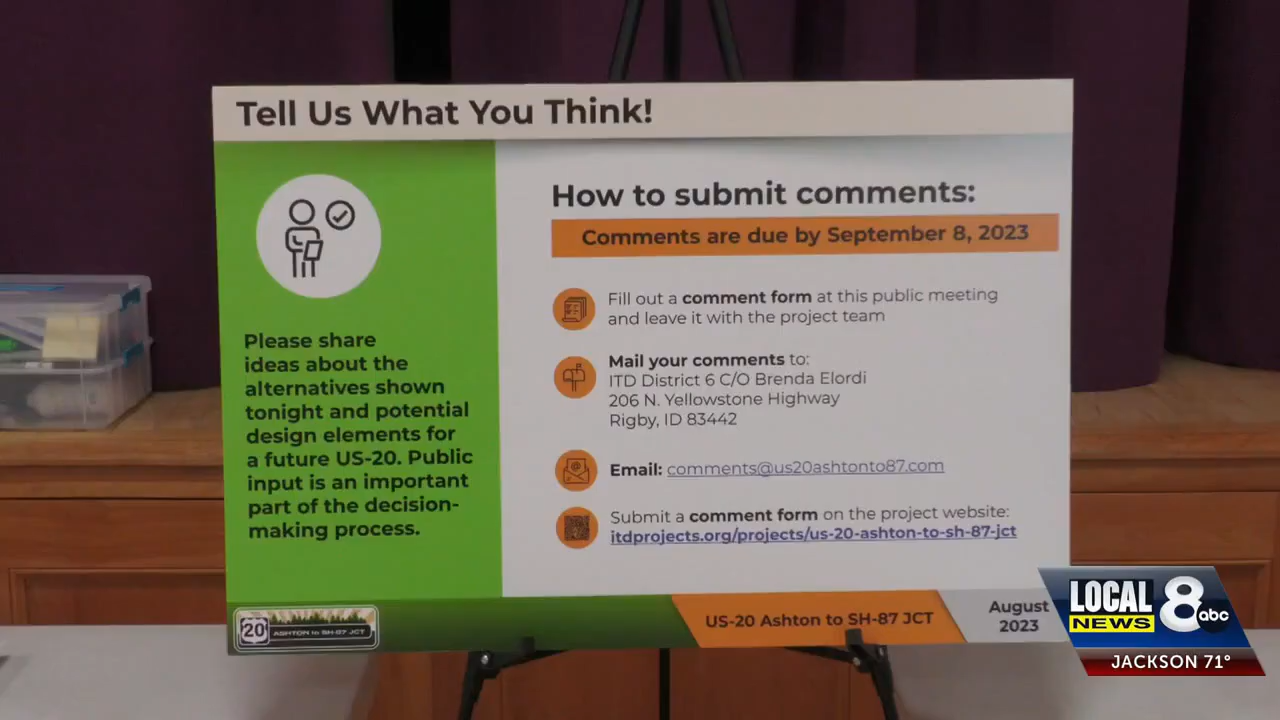 Tell Us What You Think!
Please share
ideas about the
alternatives shown
tonight and potential
design elements for
a future US-20. Public
input is an important
part of the decision-
making process.
How to submit comments:
Comments are due by September 8, 2023
Fill out a comment form at this public meeting
and leave it with the project team
Mail your comments to:
ITD District 6 C/O Brenda Elordi
206 N. Yellowstone Highway
Rigby, ID 83442
Email: comments@us20ashtonto87.com
Submit a comment form on the project website:
itdprojects.org/projects/us-20-ashton-to-sh-87-jct
20
ASHTON to SH-87 JCT
US-20 Ashton to SH-87 JCT
August
2023
LOCAL
NEWS
8
abc
JACKSON 71°